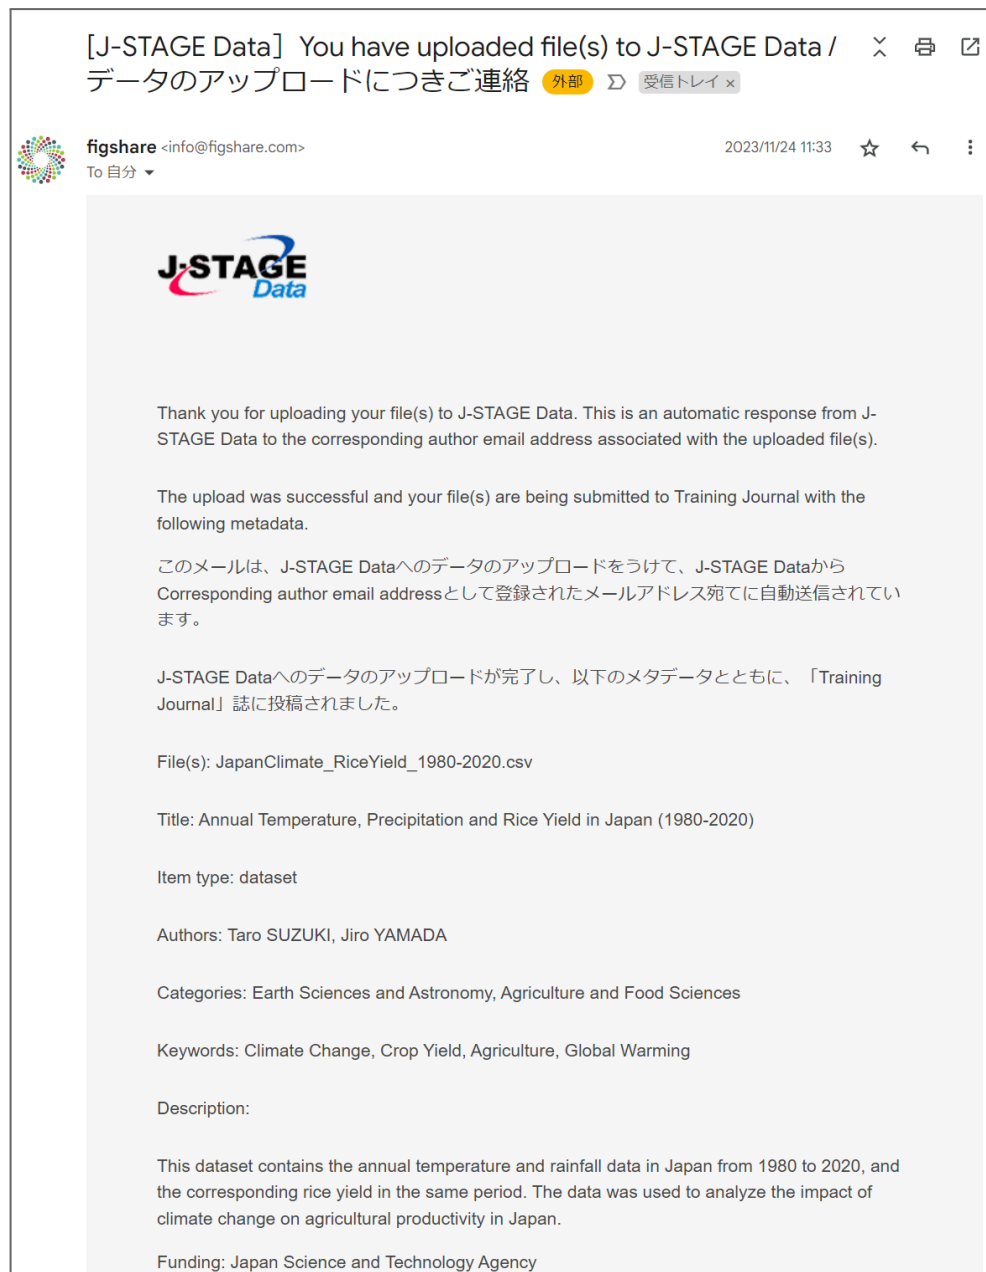 [J-STAGE Data] You have uploaded file(s) to J-STAGE Data /
データのアップロードにつきご連絡 外部 受信トレイ ×
figshare <info@figshare.com>
2023/11/24 11:33
To 自分
J-STAGE
Data
Thank you for uploading your file(s) to J-STAGE Data. This is an automatic response from J-
STAGE Data to the corresponding author email address associated with the uploaded file(s).
The upload was successful and your file(s) are being submitted to Training Journal with the
following metadata.
このメールは、J-STAGE Dataへのデータのアップロードをうけて、J-STAGE Dataから
Corresponding author email addressとして登録されたメールアドレス宛てに自動送信されてい
ます。
J-STAGE Dataへのデータのアップロードが完了し、以下のメタデータとともに、「Training
Journal」誌に投稿されました。
File(s): JapanClimate_RiceYield_1980-2020.csv
Title: Annual Temperature, Precipitation and Rice Yield in Japan (1980-2020)
Item type: dataset
Authors: Taro SUZUKI, Jiro YAMADA
Categories: Earth Sciences and Astronomy, Agriculture and Food Sciences
Keywords: Climate Change, Crop Yield, Agriculture, Global Warming
Description:
This dataset contains the annual temperature and rainfall data in Japan from 1980 to 2020, and
the corresponding rice yield in the same period. The data was used to analyze the impact of
climate change on agricultural productivity in Japan.
Funding: Japan Science and Technology Agency